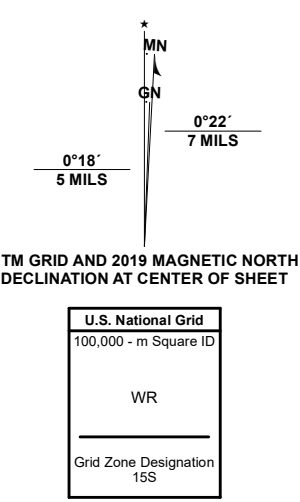 ★
MN
GN
0°22´
7 MILS
0°18´
5 MILS
TM GRID AND 2019 MAGNETIC NORTH
DECLINATION AT CENTER OF SHEET
U.S. National Grid
100,000 - m Square ID
WR
Grid Zone Designation
15S